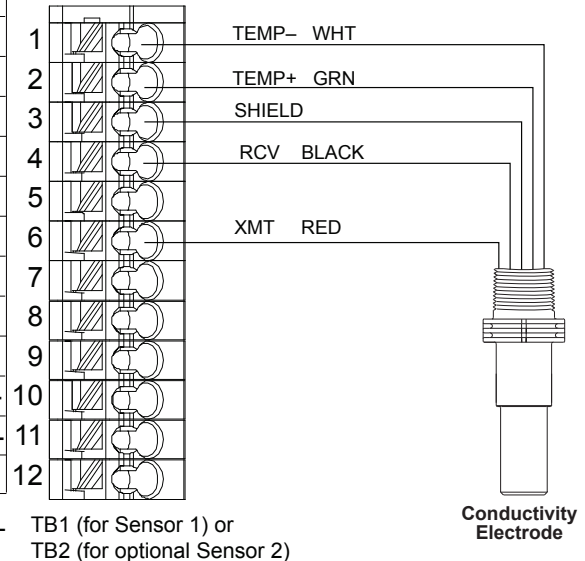 1 TEMP– WHT
2 TEMP+ GRN
3 SHIELD
4 RCV BLACK
5
6 XMT RED
7
8
9
10
11
12
Conductivity
Electrode
TB1 (for Sensor 1) or
TB2 (for optional Sensor 2)